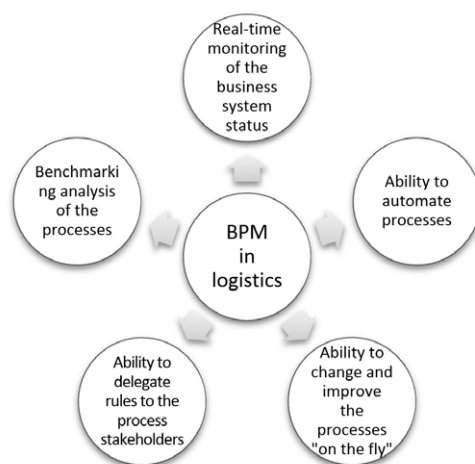 Real-time
monitoring
of the
business
system
status
Benchmarki
ng analysis
of the
processes
Ability to
automate
processes
BPM
in
logistics
Ability to
delegate
rules to the
process
stakeholders
Ability to
change and
improve
the
processes
"on the fly"